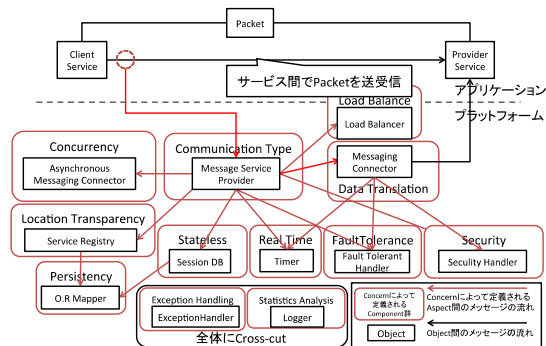 Packet
Client
Service
Provider
Service
サービス間でPacketを送受信
アプリケーション
プラットフォーム
Load Balance
Load Balancer
Concurrency
Asynchronous
Messaging Connector
Communication Type
Message Service
Provider
Messaging
Connector
Data Translation
Location Transparency
Service Registry
Stateless
Session DB
Real Time
Timer
FaultTolerance
Fault Tolerant
Handler
Security
Seculity Handler
Persistency
O.R Mapper
Exception Handling
ExceptionHandler
Statistics Analysis
Logger
全体にCross-cut
Concernによって
定義される
Component群
Concernによって
定義される
Aspect間のメッセージの流れ
Object
Object間のメッセージの流れ